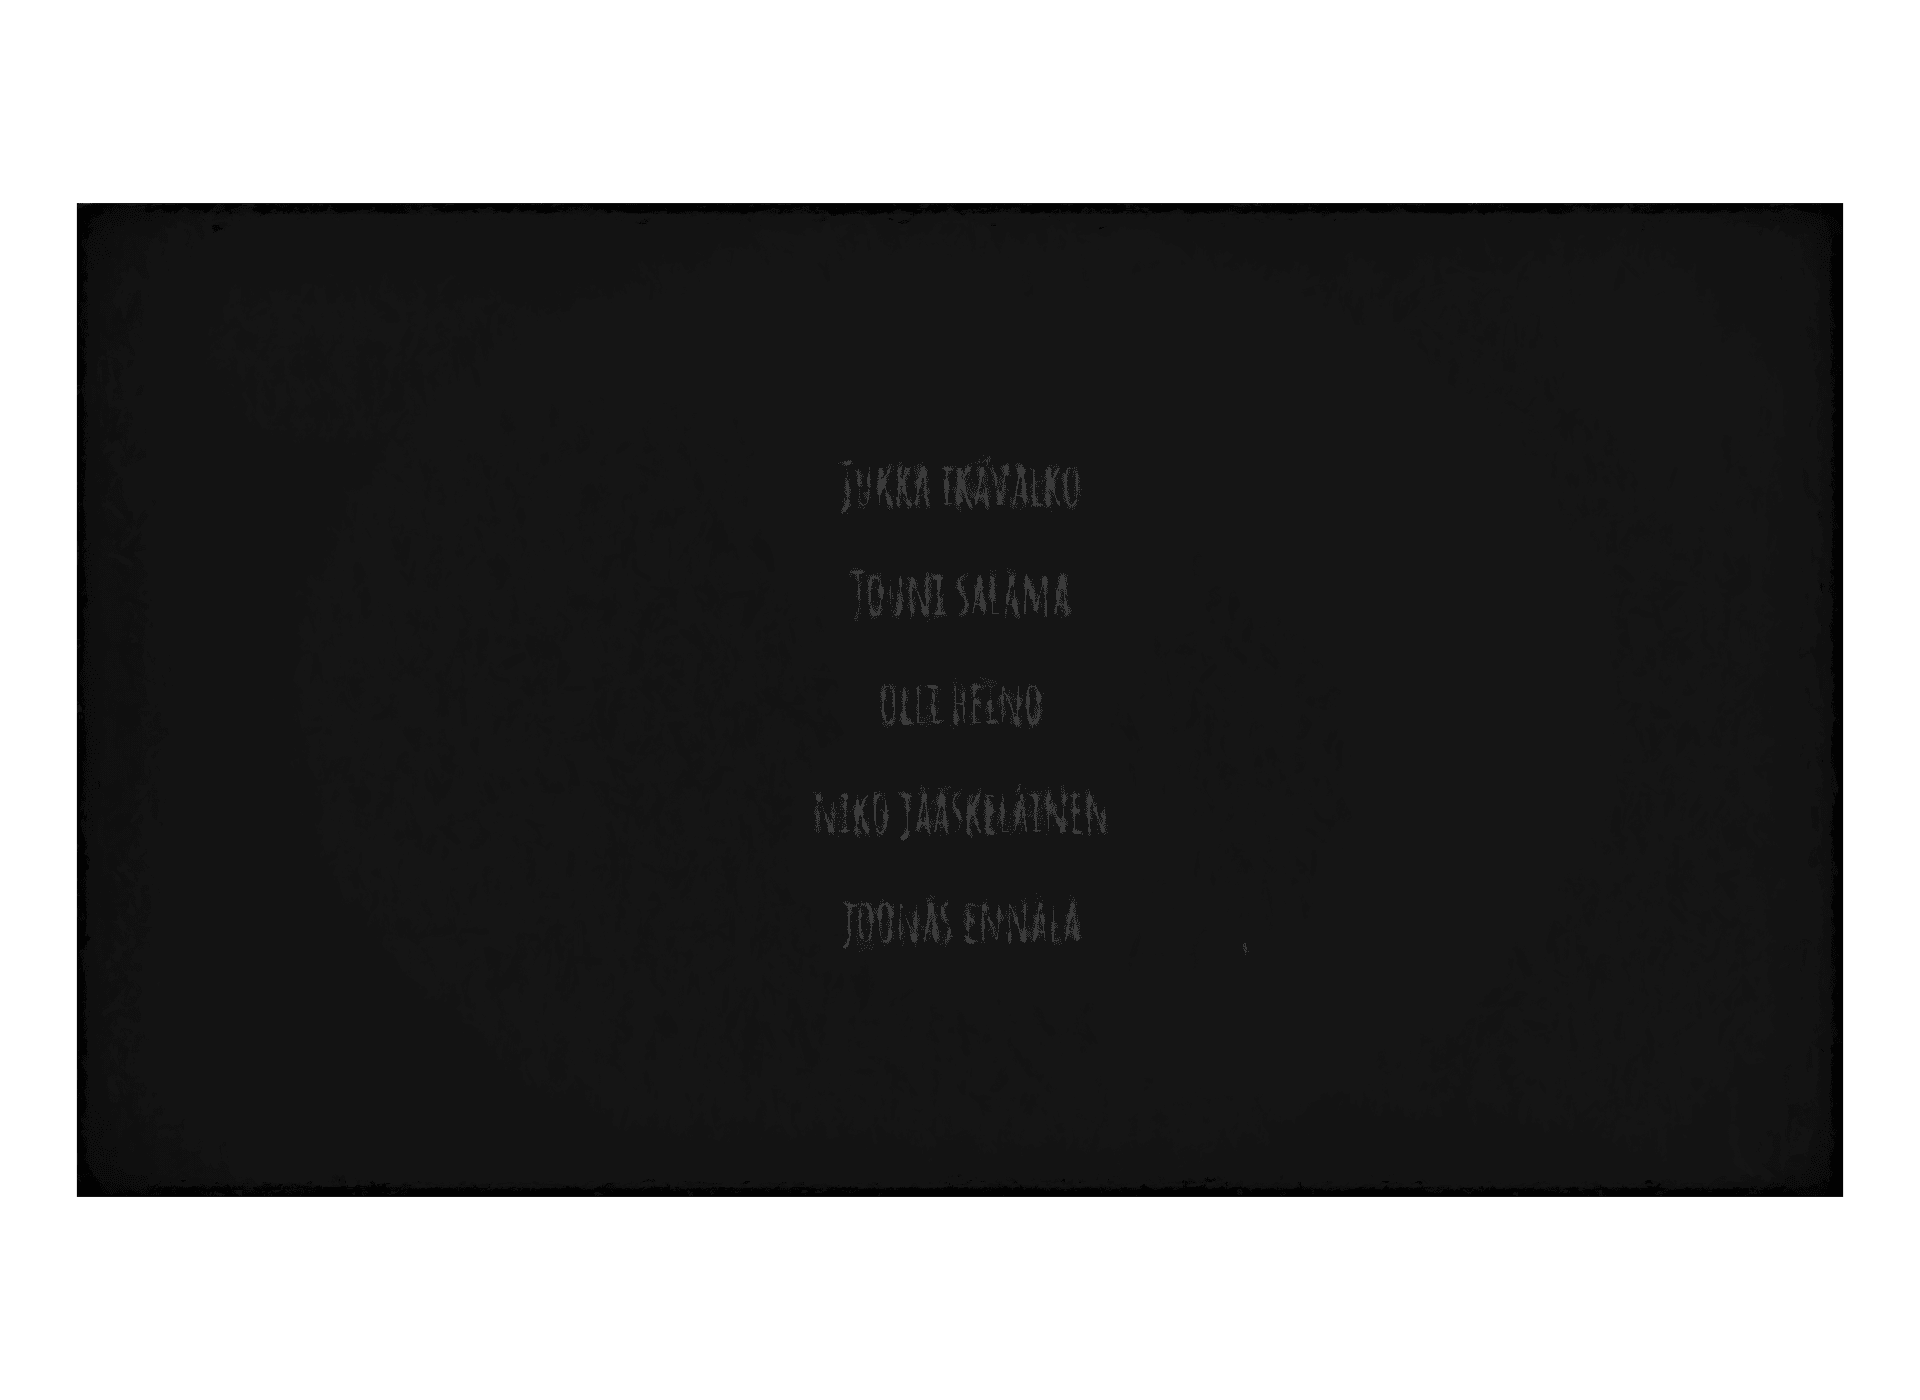 JUKKA IKÄVALKO
JOUNI SALAMA
OLLI HEINO
NIKO JÄÄSKELÄINEN
JOONAS ENNALA